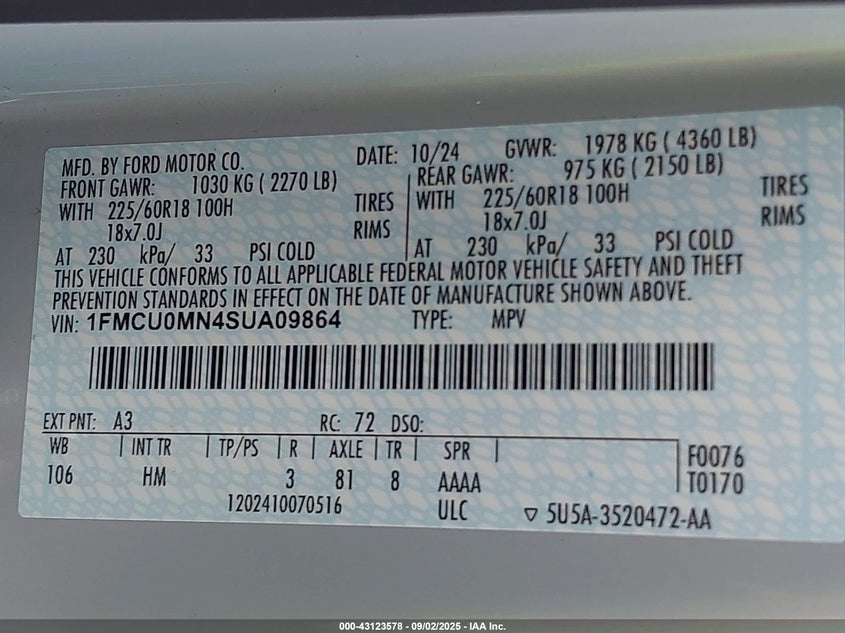 MFD. BY FORD MOTOR CO. DATE: 10/24 GVWR: 1978 KG ( 4360 LB)
FRONT GAWR: 1030 KG ( 2270 LB) REAR GAWR: 975 KG ( 2150 LB)
WITH 225/60R18 100H TIRES WITH 225/60R18 100H TIRES
18x7.0J RIMS 18x7.0J RIMS
AT 230 kPa/ 33 PSI COLD AT 230 kPa/ 33 PSI COLD
THIS VEHICLE CONFORMS TO ALL APPLICABLE FEDERAL MOTOR VEHICLE SAFETY AND THEFT
PREVENTION STANDARDS IN EFFECT ON THE DATE OF MANUFACTURE SHOWN ABOVE.
VIN: 1FMCU0MN4SUA09864 TYPE: MPV
EXT PNT: A3 RC: 72 DSO:
WB | INT TR | TP/PS | R | AXLE | TR | SPR | F0076
106 HM 3 81 8 AAAA T0170
1202410070516 ULC ▽ 5U5A-3520472-AA
000-43123578 - 09/02/2025 - IAA Inc.